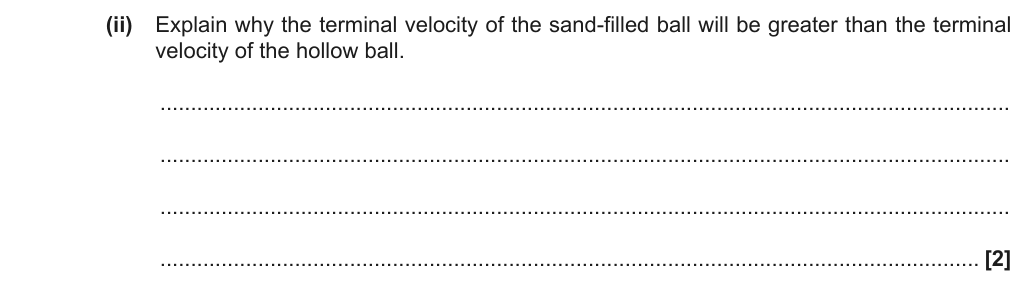 (ii) Explain why the terminal velocity of the sand-filled ball will be greater than the terminal
velocity of the hollow ball.
..........................................................................................................................................
..........................................................................................................................................
..........................................................................................................................................
..................................................................................................................................... [2]